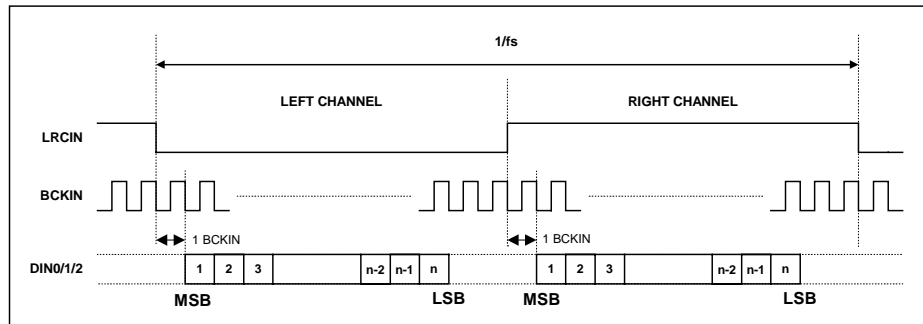 1/fs
LEFT CHANNEL RIGHT CHANNEL
LRCIN
BCKIN
1 BCKIN 1 BCKIN
DIN0/1/2 1 2 3 n-2 n-1 n 1 2 3 n-2 n-1 n
MSB LSB MSB LSB